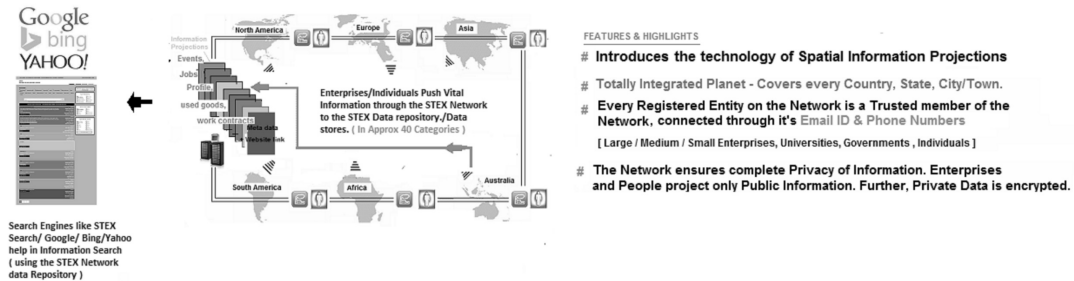 Google
bing
YAHOO!
Search Engines like STEX
Search/ Google/ Bing/Yahoo
help in Information Search
( using the STEX Network
data Repository )
Information
Projections
Events,
Jobs,
Profile,
used goods,
work contracts
Meta data
Website link
North America
Europe
Asia
Enterprises/Individuals Push Vital
Information through the STEX Network
to the STEX Data repository./Data
stores. ( In Approx 40 Categories )
South America
Africa
Australia
FEATURES & HIGHLIGHTS
# Introduces the technology of Spatial Information Projections
# Totally Integrated Planet - Covers every Country, State, City/Town.
# Every Registered Entity on the Network is a Trusted member of the
Network, connected through it's Email ID & Phone Numbers
[ Large / Medium / Small Enterprises, Universities, Governments , Individuals ]
# The Network ensures complete Privacy of Information. Enterprises
and People project only Public Information. Further, Private Data is encrypted.